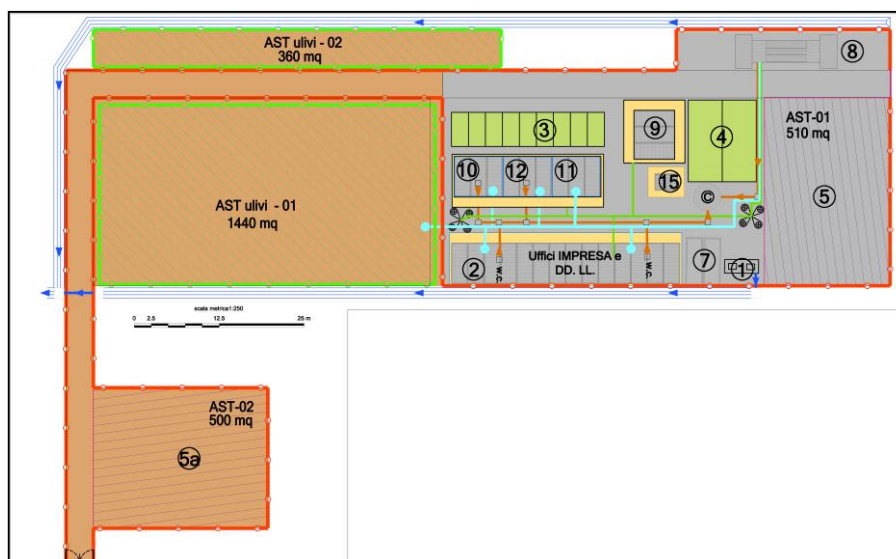 AST ulivi - 02
360 mq
8
AST-01
510 mq
3
9
4
10
12
11
15
5
C
AST ulivi - 01
1440 mq
2
W.C.
Uffici IMPRESA e
DD. LL.
W.C.
7
1
scala metrica1:250
0 2.5 12.5 25 m
AST-02
500 mq
5a